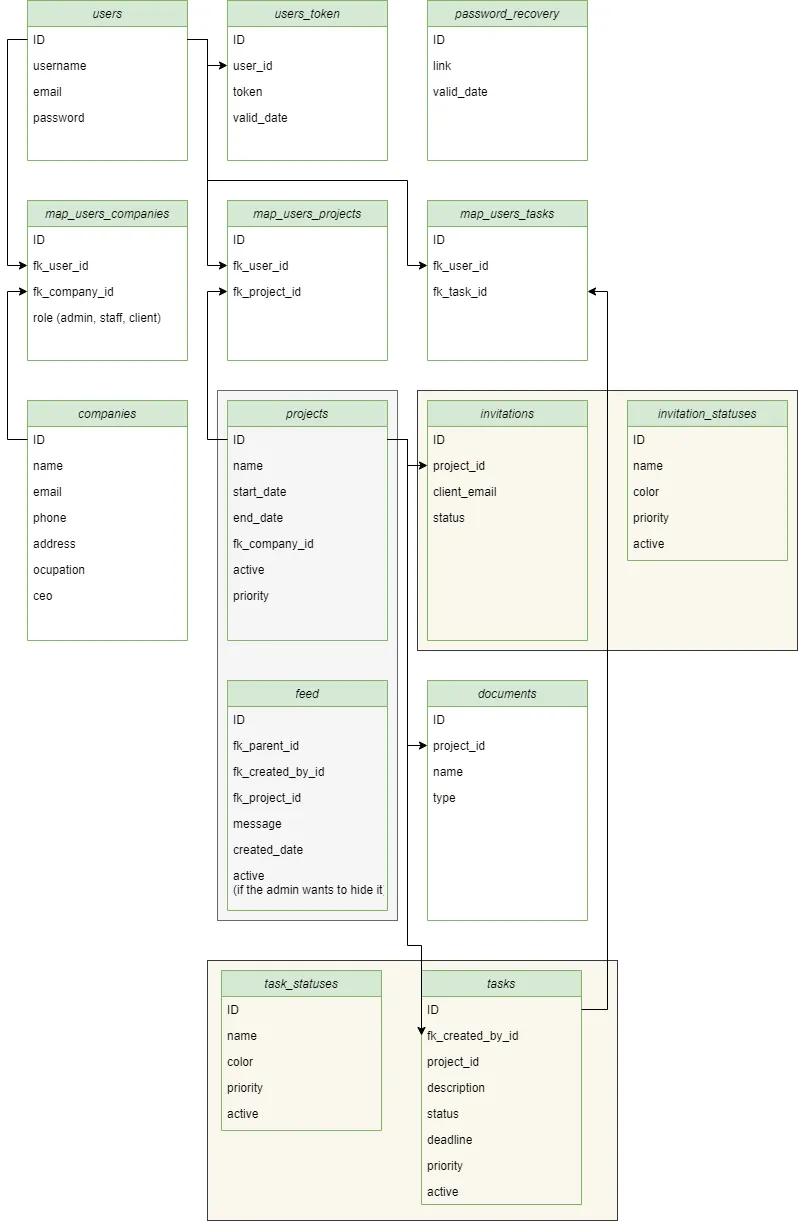 users
ID
username
email
password
users_token
ID
user_id
token
valid_date
password_recovery
ID
link
valid_date
map_users_companies
ID
fk_user_id
fk_company_id
role (admin, staff, client)
map_users_projects
ID
fk_user_id
fk_project_id
map_users_tasks
ID
fk_user_id
fk_task_id
companies
ID
name
email
phone
address
ocupation
ceo
projects
ID
name
start_date
end_date
fk_company_id
active
priority
invitations
ID
project_id
client_email
status
invitation_statuses
ID
name
color
priority
active
feed
ID
fk_parent_id
fk_created_by_id
fk_project_id
message
created_date
active
(if the admin wants to hide it
documents
ID
project_id
name
type
task_statuses
ID
name
color
priority
active
tasks
ID
fk_created_by_id
project_id
description
status
deadline
priority
active